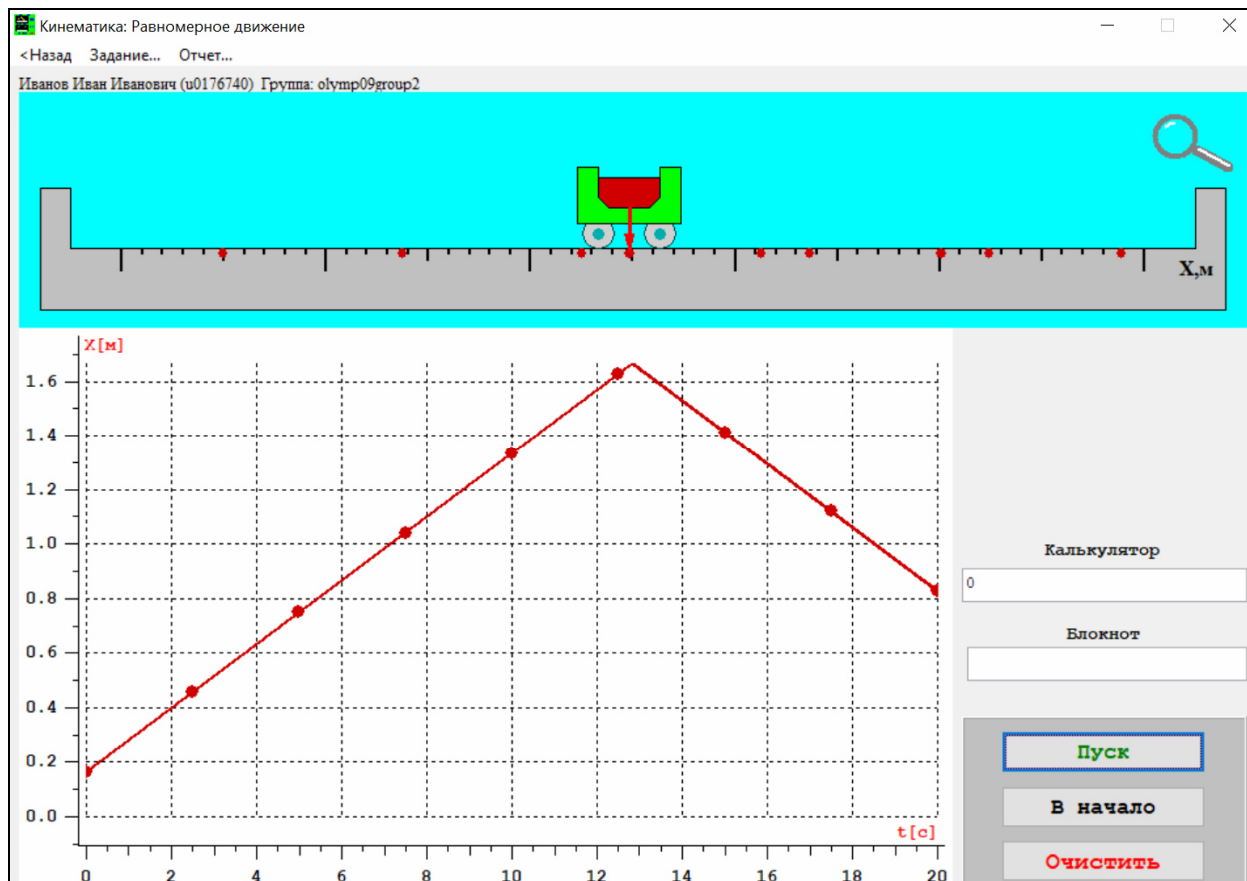 Кинематика: Равномерное движение
<Назад Задание... Отчет...
Иванов Иван Иванович (u0176740) Группа: olymp09group2
X,м
X[м]
1.6
1.4
1.2
1.0
0.8
0.6
0.4
0.2
0.0
t[с]
0 2 4 6 8 10 12 14 16 18 20
Калькулятор
0
Блокнот
Пуск
В начало
Очистить